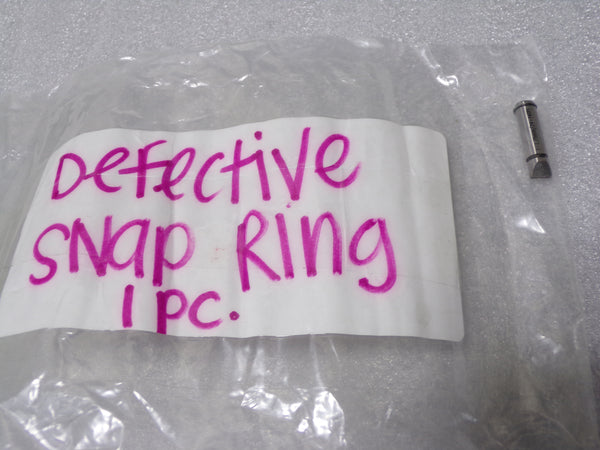 Defective
SNap Ring
1 pc.